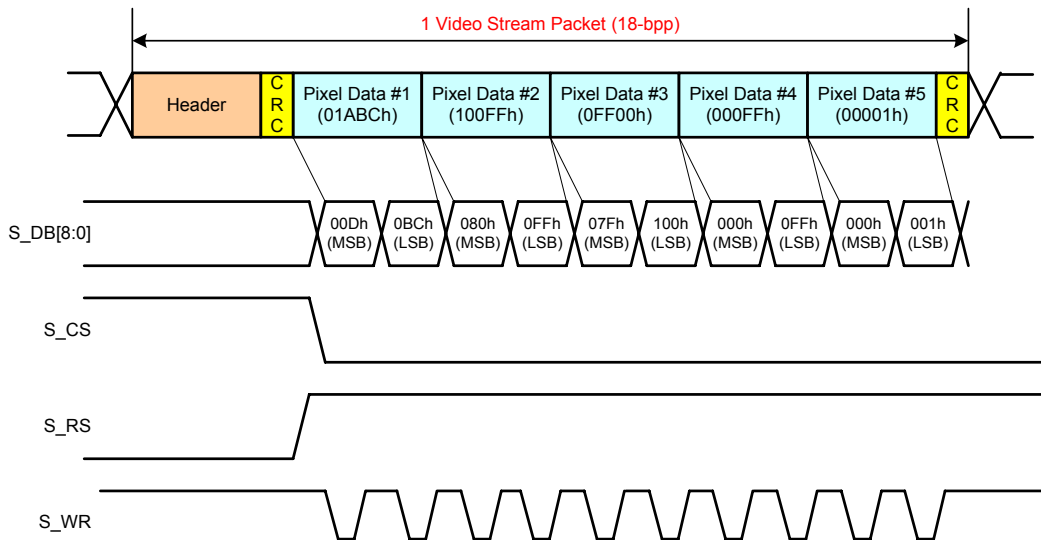 1 Video Stream Packet (18-bpp)
Header
C
R
C
Pixel Data #1
(01ABCh)
Pixel Data #2
(100FFh)
Pixel Data #3
(0FF00h)
Pixel Data #4
(000FFh)
Pixel Data #5
(00001h)
C
R
C
S_DB[8:0]
00Dh
(MSB)
0BCh
(LSB)
080h
(MSB)
0FFh
(LSB)
07Fh
(MSB)
100h
(LSB)
000h
(MSB)
0FFh
(LSB)
000h
(MSB)
001h
(LSB)
S_CS
S_RS
S_WR